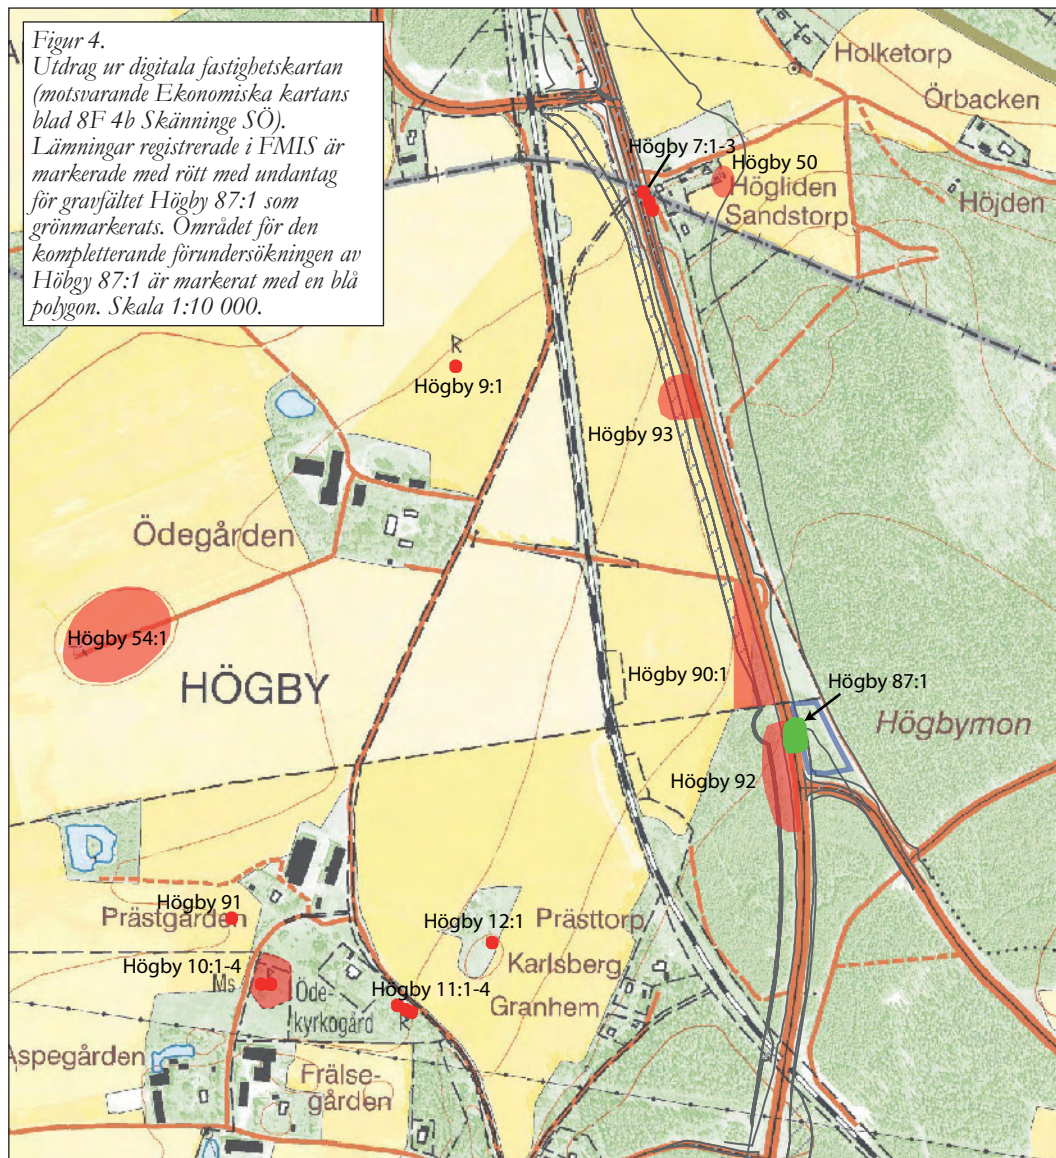 Figur 4.
Utdrag ur digitala fastighetskartan
(motsvarande Ekonomiska kartans
blad 8F 4b Skänninge SÖ).
Lämningar registrerade i FMIS är
markerade med rött med undantag
för gravfältet Högby 87:1 som
grönmarkerats. Området för den
kompletterande förundersökningen av
Höbgy 87:1 är markerat med en blå
polygon. Skala 1:10 000.
Holketorp
Örbacken
Högby 7:1-3
Högby 50
Högliden
Sandstorp
Höjden
R
Högby 9:1
Högby 93
Ödegården
Högby 54:1
HÖGBY
Högby 90:1
Högby 87:1
Högbymon
Högby 92
Högby 91
Prästgården
Högby 12:1
Prästtorp
Karlsberg
Granhem
Högby 10:1-4
Ms
R
Öde-
kyrkogård
Högby 11:1-4
R
Aspegården
Frälse-
gården